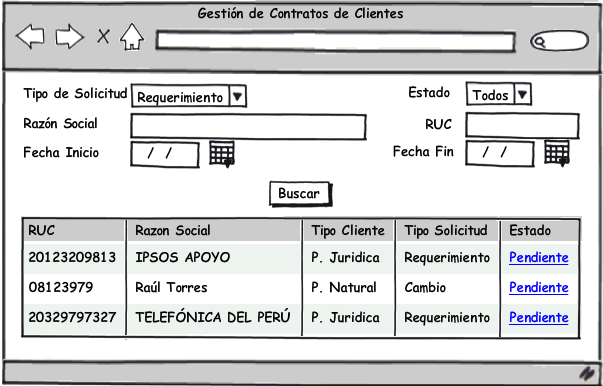 Gestión de Contratos de Clientes
X
Tipo de Solicitud Requerimiento Estado Todos
Razón Social RUC
Fecha Inicio / / Fecha Fin / /
Buscar
RUC Razon Social Tipo Cliente Tipo Solicitud Estado
20123209813 IPSOS APOYO P. Juridica Requerimiento Pendiente
08123979 Raúl Torres P. Natural Cambio Pendiente
20329797327 TELEFÓNICA DEL PERÚ P. Juridica Requerimiento Pendiente